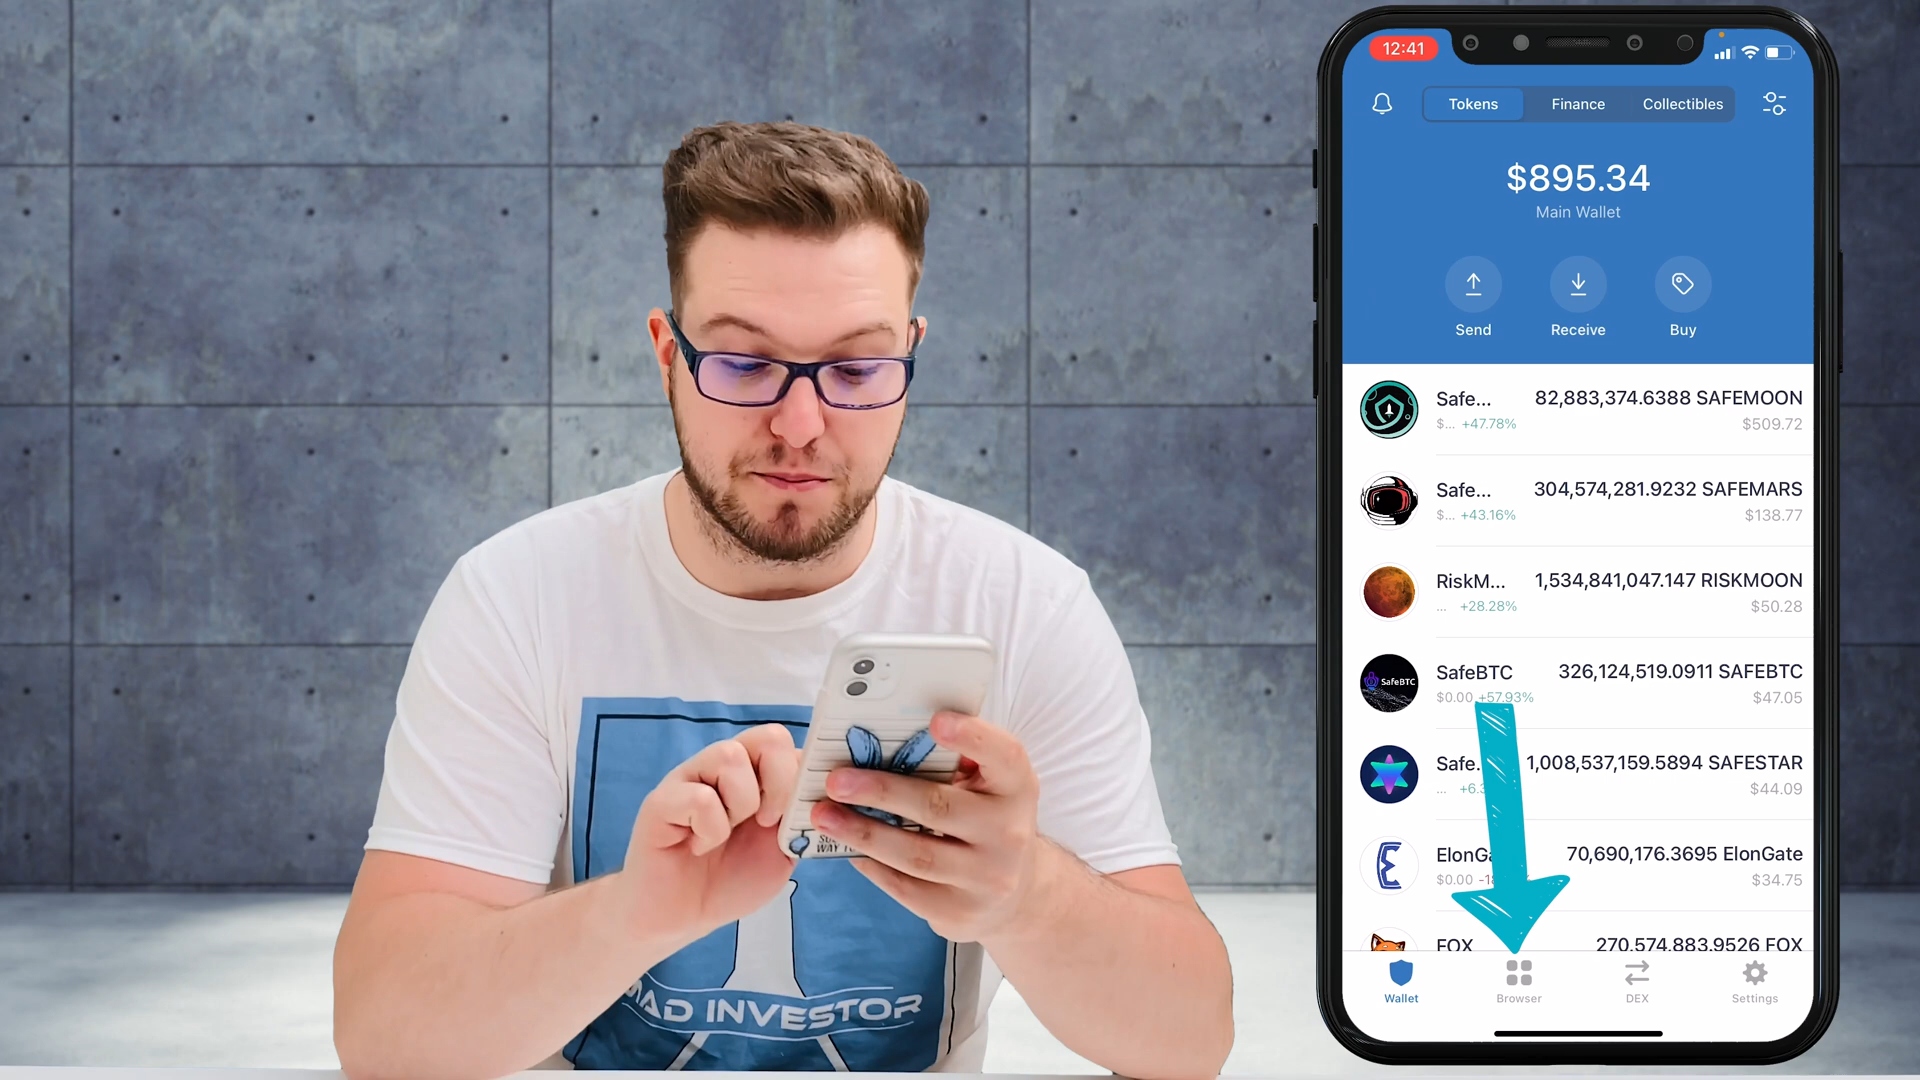 12:41
Tokens Finance Collectibles
$895.34
Main Wallet
Send Receive Buy
Safe... 82,883,374.6388 SAFEMOON
$... +47.78% $509.72
Safe... 304,574,281.9232 SAFEMARS
$... +43.16% $138.77
RiskM... 1,534,841,047.147 RISKMOON
... +28.28% $50.28
SafeBTC
SafeBTC 326,124,519.0911 SAFEBTC
$0.00 +57.93% $47.05
Safe. 1,008,537,159.5894 SAFESTAR
... $44.09
70,690,176.3695 ElonGate
$0.00 $34.75
FOX 270,574,883.9526 FOX
Wallet Browser DEX Settings
WAY
INVESTOR